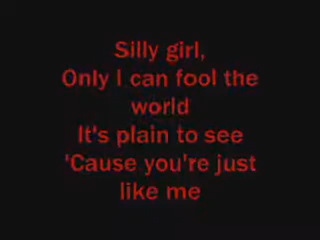 Silly girl,
Only I can fool the
world
It's plain to see
'Cause you're just
like me